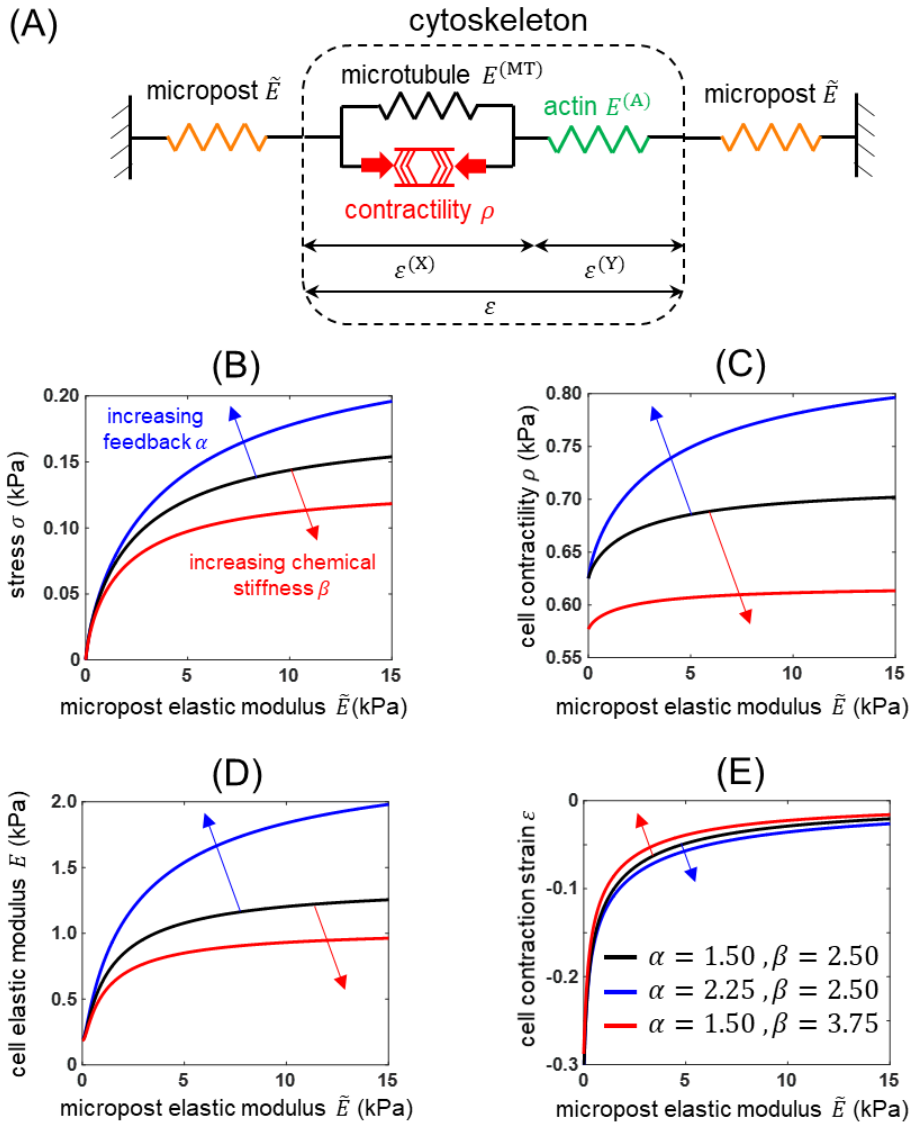 (A)
cytoskeleton
microtubule E^(MT)
micropost Ẽ
actin E^(A)
micropost Ẽ
contractility ρ
ε^(X)
ε^(Y)
ε
(B)
0.20
0.15
0.10
0.05
0
stress σ (kPa)
increasing
feedback α
increasing chemical
stiffness β
0
5
10
15
micropost elastic modulus Ẽ(kPa)
(C)
0.80
0.75
0.70
0.65
0.60
0.55
cell contractility ρ (kPa)
0
5
10
15
micropost elastic modulus Ẽ (kPa)
(D)
2.0
1.5
1.0
0.5
0
cell elastic modulus E (kPa)
0
5
10
15
micropost elastic modulus Ẽ (kPa)
(E)
0
-0.1
-0.2
-0.3
cell contraction strain ε
α = 1.50 , β = 2.50
α = 2.25 , β = 2.50
α = 1.50 , β = 3.75
0
5
10
15
micropost elastic modulus Ẽ (kPa)